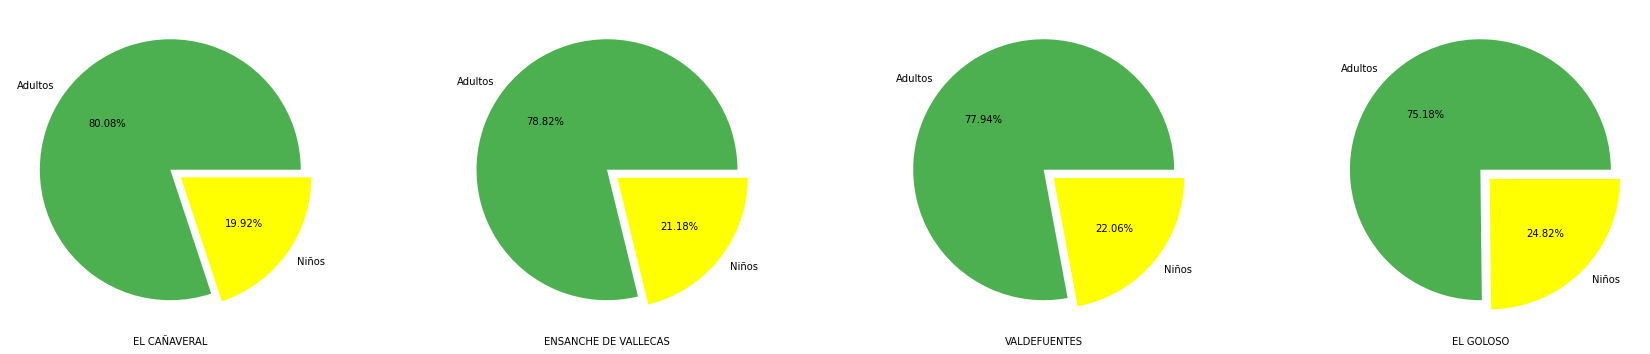 Adultos
80.08%
19.92%
Niños
EL CAÑAVERAL
Adultos
78.82%
21.18%
Niños
ENSANCHE DE VALLECAS
Adultos
77.94%
22.06%
Niños
VALDEFUENTES
Adultos
75.18%
24.82%
Niños
EL GOLOSO